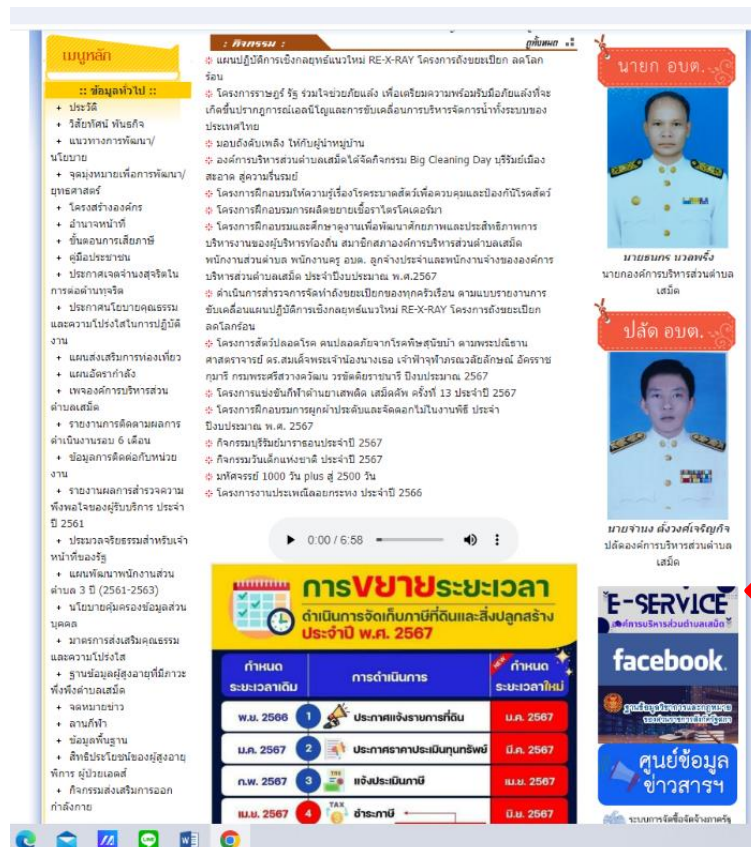 เมนูหลัก
:: ข้อมูลทั่วไป ::
+ ประวัติ
+ วิสัยทัศน์ พันธกิจ
+ แนวทางการพัฒนา/
นโยบาย
+ จุดมุ่งหมายเพื่อการพัฒนา/
ยุทธศาสตร์
+ โครงสร้างองค์กร
+ อำนาจหน้าที่
+ ขั้นตอนการเสียภาษี
+ คู่มือประชาชน
+ ประกาศเจตจำนงสุจริตใน
การต่อต้านทุจริต
+ ประกาศนโยบายคุณธรรม
และความโปร่งใสในการปฏิบัติ
งาน
+ แผนส่งเสริมการท่องเที่ยว
+ แผนอัตรากำลัง
+ เพจองค์การบริหารส่วน
ตำบลเสม็ด
+ รายงานการติดตามผลการ
ดำเนินงานรอบ 6 เดือน
+ ข้อมูลการติดต่อกับหน่วย
งาน
+ รายงานผลการสำรวจความ
พึงพอใจของผู้รับบริการ ประจำ
ปี 2561
+ ประมวลจริยธรรมสำหรับเจ้า
หน้าที่ของรัฐ
+ แผนพัฒนาพนักงานส่วน
ตำบล 3 ปี (2561-2563)
+ นโยบายคุ้มครองข้อมูลส่วน
บุคคล
+ มาตรการส่งเสริมคุณธรรม
และความโปร่งใส
+ ฐานข้อมูลผู้สูงอายุที่มีภาวะ
พึ่งพิงตำบลเสม็ด
+ จดหมายข่าว
+ ลานกีฬา
+ ข้อมูลพื้นฐาน
+ สิทธิประโยชน์ของผู้สูงอายุ
พิการ ผู้ป่วยเอดส์
+ กิจกรรมส่งเสริมการออก
กำลังกาย
: กิจกรรม :
ดูทั้งหมด
แผนปฏิบัติการเชิงกลยุทธ์แนวใหม่ RE-X-RAY โครงการถังขยะเปียก ลดโลก
ร้อน
โครงการราษฎร์ รัฐ ร่วมใจช่วยภัยแล้ง เพื่อเตรียมความพร้อมรับมือภัยแล้งที่จะ
เกิดขึ้นปรากฏการณ์เอลนีโญและการขับเคลื่อนการบริหารจัดการน้ำทั้งระบบของ
ประเทศไทย
มอบถังดับเพลิง ให้กับผู้นำหมู่บ้าน
องค์การบริหารส่วนตำบลเสม็ดได้จัดกิจกรรม Big Cleaning Day บุรีรัมย์เมือง
สะอาด สู่ความรื่นรมย์
โครงการฝึกอบรมให้ความรู้เรื่องโรคระบาดสัตว์เพื่อควบคุมและป้องกันโรคสัตว์
โครงการฝึกอบรมการผลิตขยายเชื้อราไตรโคเดอร์มา
โครงการฝึกอบรมและศึกษาดูงานเพื่อพัฒนาศักยภาพและประสิทธิภาพการ
บริหารงานของผู้บริหารท้องถิ่น สมาชิกสภาองค์การบริหารส่วนตำบลเสม็ด
พนักงานส่วนตำบล พนักงานครู อบต. ลูกจ้างประจำและพนักงานจ้างขององค์การ
บริหารส่วนตำบลเสม็ด ประจำปีงบประมาณ พ.ศ.2567
ดำเนินการสำรวจการจัดทำถังขยะเปียกของทุกครัวเรือน ตามแบบรายงานการ
ขับเคลื่อนแผนปฏิบัติการเชิงกลยุทธ์แนวใหม่ RE-X-RAY โครงการถังขยะเปียก
ลดโลกร้อน
โครงการสัตว์ปลอดโรค คนปลอดภัยจากโรคพิษสุนัขบ้า ตามพระปณิธาน
ศาสตราจารย์ ดร.สมเด็จพระเจ้าน้องนางเธอ เจ้าฟ้าจุฬาภรณวลัยลักษณ์ อัครราช
กุมารี กรมพระศรีสวางควัฒน วรขัตติยราชนารี ปีงบประมาณ 2567
โครงการแข่งขันกีฬาต้านยาเสพติด เสม็ดคัพ ครั้งที่ 13 ประจำปี 2567
โครงการฝึกอบรมการผูกผ้าประดับและจัดดอกไม้ในงานพิธี ประจำ
ปีงบประมาณ พ.ศ. 2567
กิจกรรมบุรีรัมย์มาราธอนประจำปี 2567
กิจกรรมวันเด็กแห่งชาติ ประจำปี 2567
มหัศจรรย์ 1000 วัน plus สู่ 2500 วัน
โครงการงานประเพณีลอยกระทง ประจำปี 2566
0:00 / 6:58
การขยายระยะเวลา
ดำเนินการจัดเก็บภาษีที่ดินและสิ่งปลูกสร้าง
ประจำปี พ.ศ. 2567
กำหนด
ระยะเวลาเดิม
การดำเนินการ
NEW
กำหนด
ระยะเวลาใหม่
พ.ย. 2566 1 ประกาศแจ้งรายการที่ดิน ม.ค. 2567
ม.ค. 2567 2 ประกาศราคาประเมินทุนทรัพย์ มี.ค. 2567
ก.พ. 2567 3 แจ้งประเมินภาษี เม.ย. 2567
เม.ย. 2567 4 TAX ชำระภาษี มิ.ย. 2567
นายก อบต.
นายธนกร นวลพริ้ง
นายกองค์การบริหารส่วนตำบล
เสม็ด
ปลัด อบต.
นายจำนง ตั้งวงศ์เจริญกิจ
ปลัดองค์การบริหารส่วนตำบล
เสม็ด
E-SERVICE
องค์การบริหารส่วนตำบลเสม็ด
facebook.
ศูนย์ข้อมูล
ข่าวสารฯ
ระบบการจัดซื้อจัดจ้างภาครัฐ